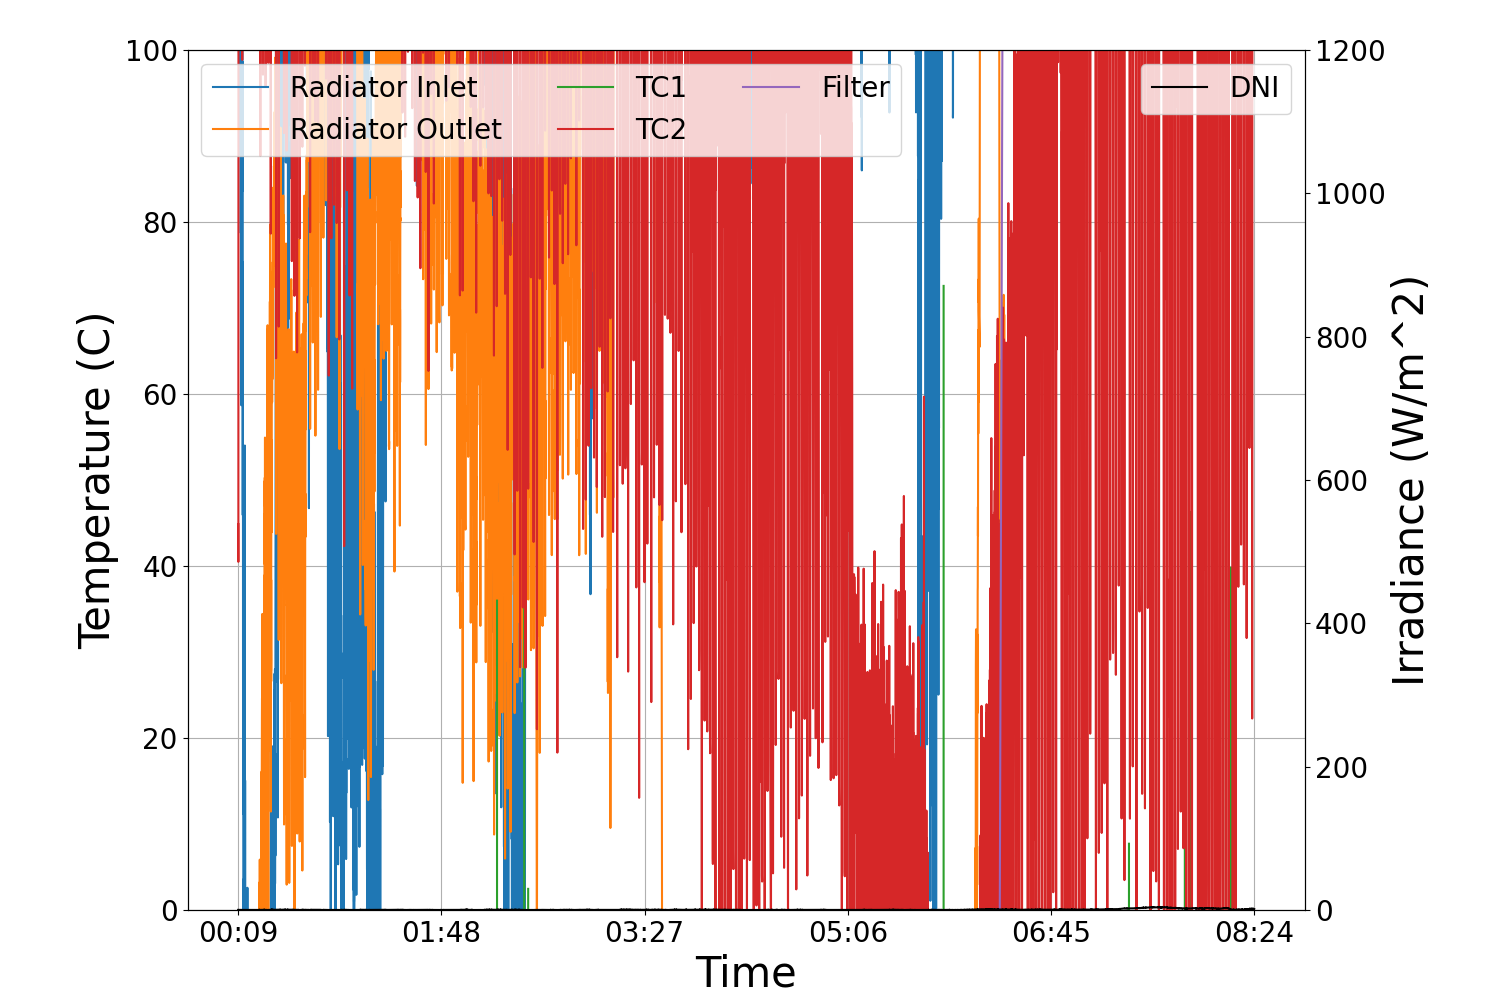 100
80
60
40
20
0
Temperature (C)
Radiator Inlet
Radiator Outlet
TC1
TC2
Filter
DNI
1200
1000
800
600
400
200
0
Irradiance (W/m^2)
00:09
01:48
03:27
05:06
06:45
08:24
Time